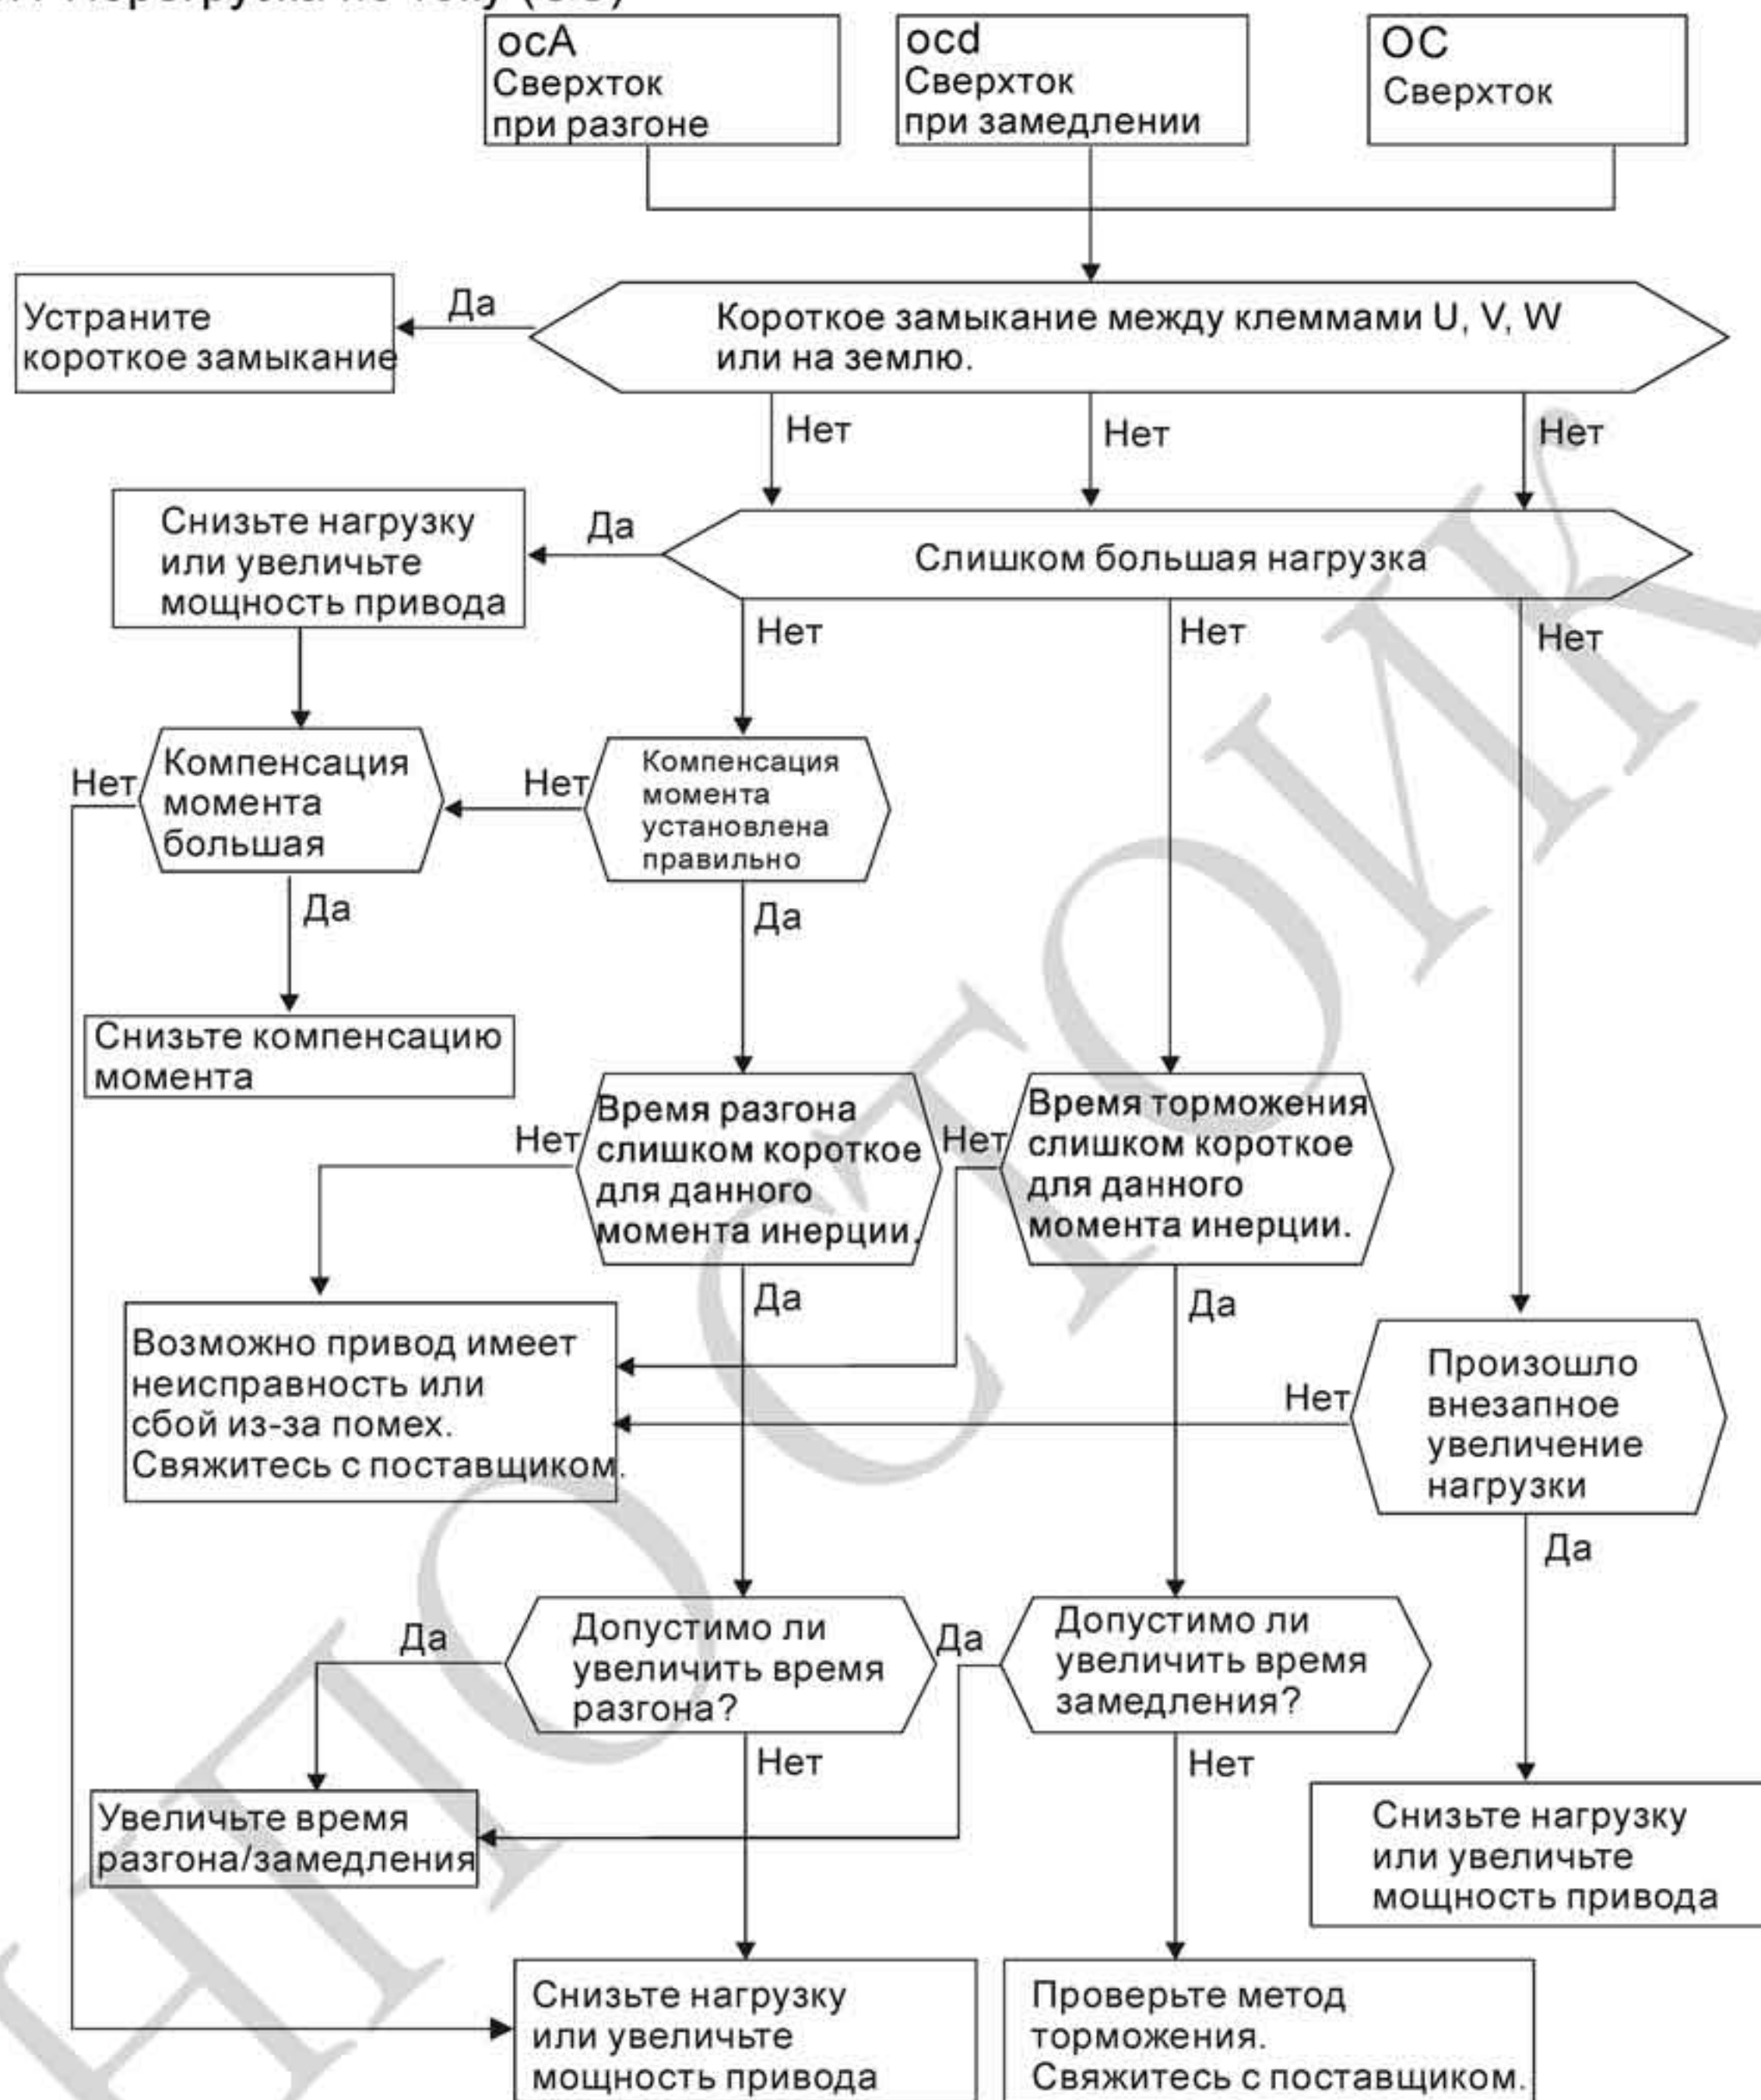 Перегрузка по току
ocA
Сверхток
при разгоне
ocd
Сверхток
при замедлении
OC
Сверхток
Устраните
короткое замыкание
Да
Короткое замыкание между клеммами U, V, W
или на землю.
Нет
Нет
Нет
Снизьте нагрузку
или увеличьте
мощность привода
Да
Слишком большая нагрузка
Нет
Нет
Нет
Нет
Компенсация
момента
большая
Нет
Компенсация
момента
установлена
правильно
Да
Да
Снизьте компенсацию
момента
Нет
Время разгона
слишком короткое
для данного
момента инерции.
Нет
Время торможения
слишком короткое
для данного
момента инерции.
Да
Да
Возможно привод имеет
неисправность или
сбой из-за помех.
Свяжитесь с поставщиком.
Нет
Произошло
внезапное
увеличение
нагрузки
Да
Да
Допустимо ли
увеличить время
разгона?
Да
Допустимо ли
увеличить время
замедления?
Нет
Нет
Увеличьте время
разгона/замедления
Снизьте нагрузку
или увеличьте
мощность привода
Снизьте нагрузку
или увеличьте
мощность привода
Проверьте метод
торможения.
Свяжитесь с поставщиком.
НПО СТОИК